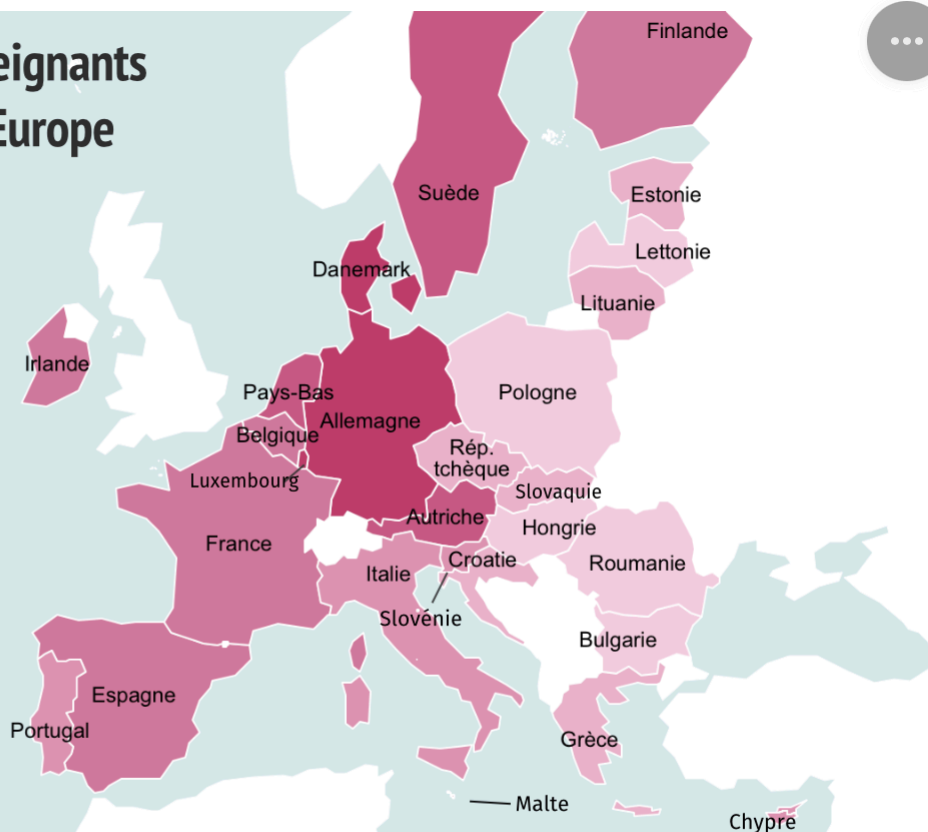 eignants
Europe
Finlande
Suède
Estonie
Lettonie
Danemark
Lituanie
Irlande
Pays-Bas
Pologne
Allemagne
Belgique
Rép.
tchèque
Luxembourg
Slovaquie
Autriche
Hongrie
France
Croatie
Roumanie
Italie
Slovénie
Bulgarie
Espagne
Portugal
Grèce
Malte
Chypre